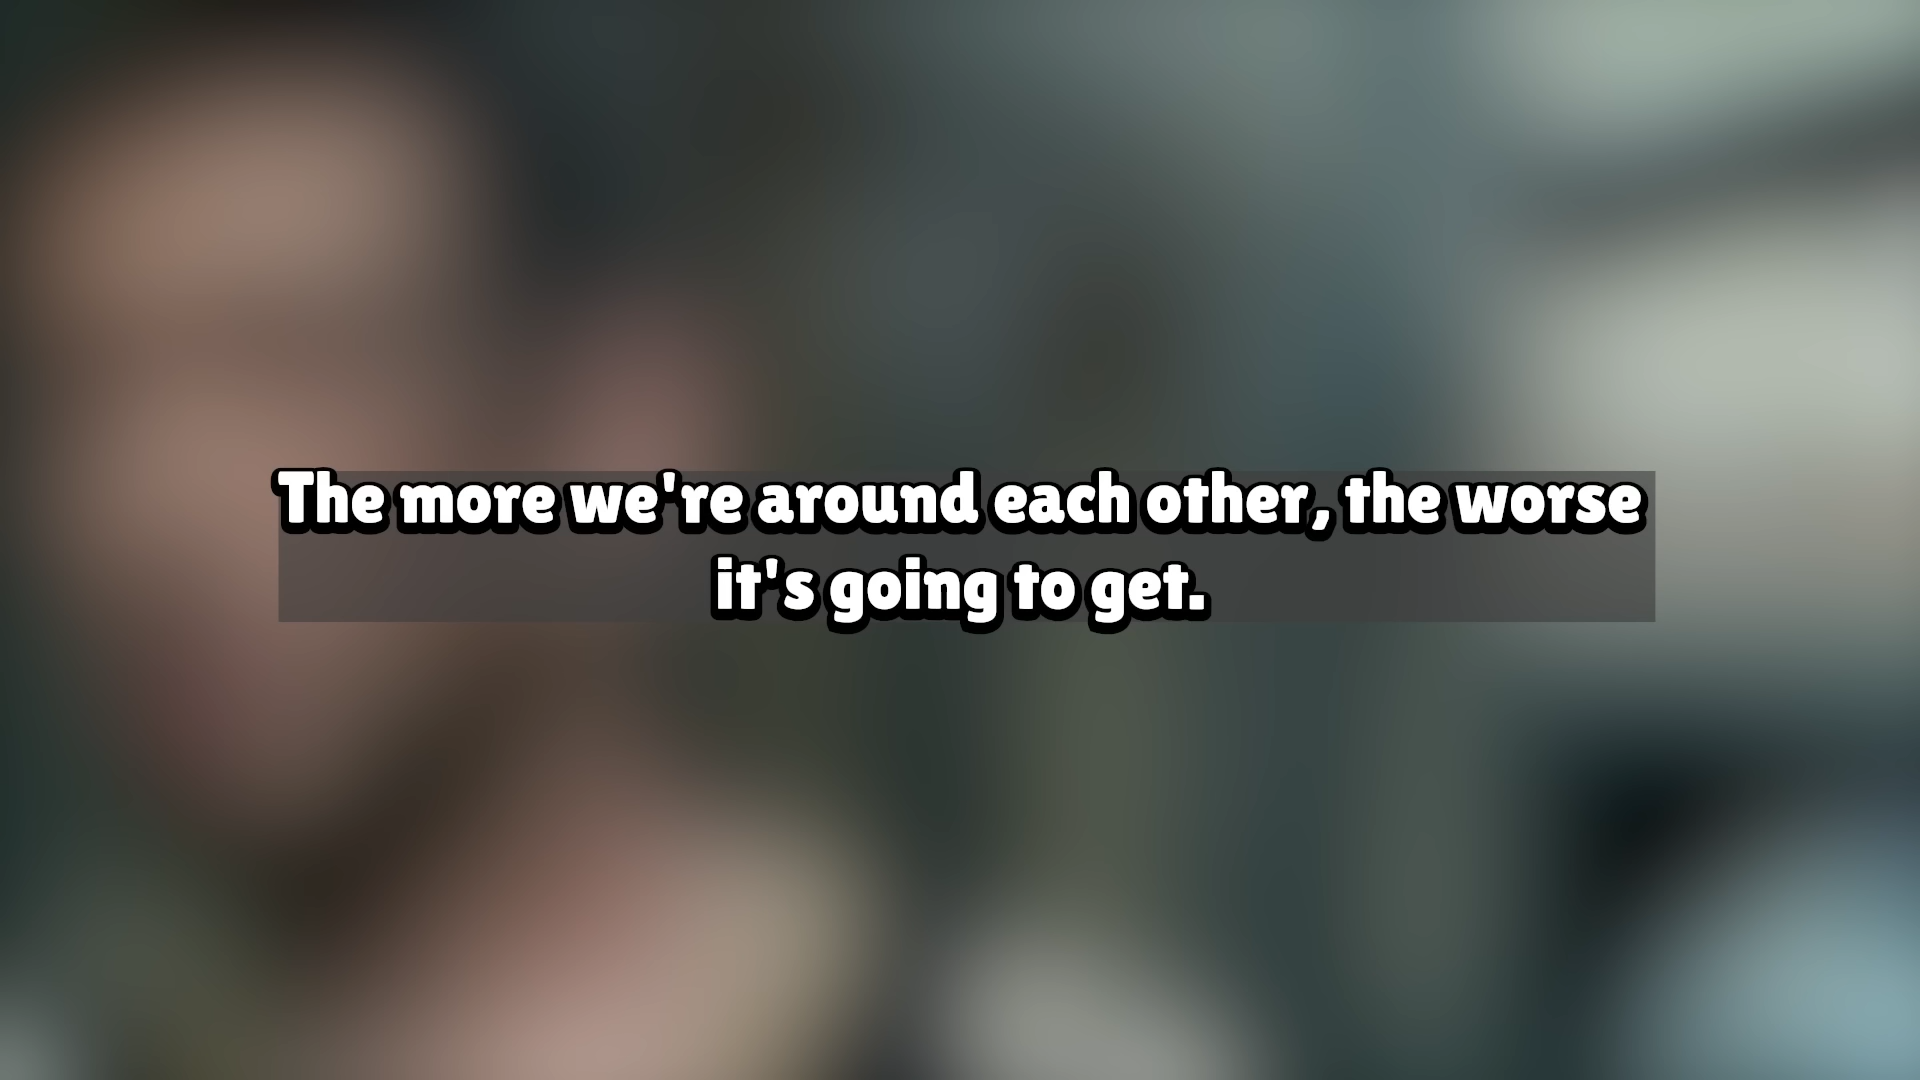 The more we're around each other, the worse
it's going to get.